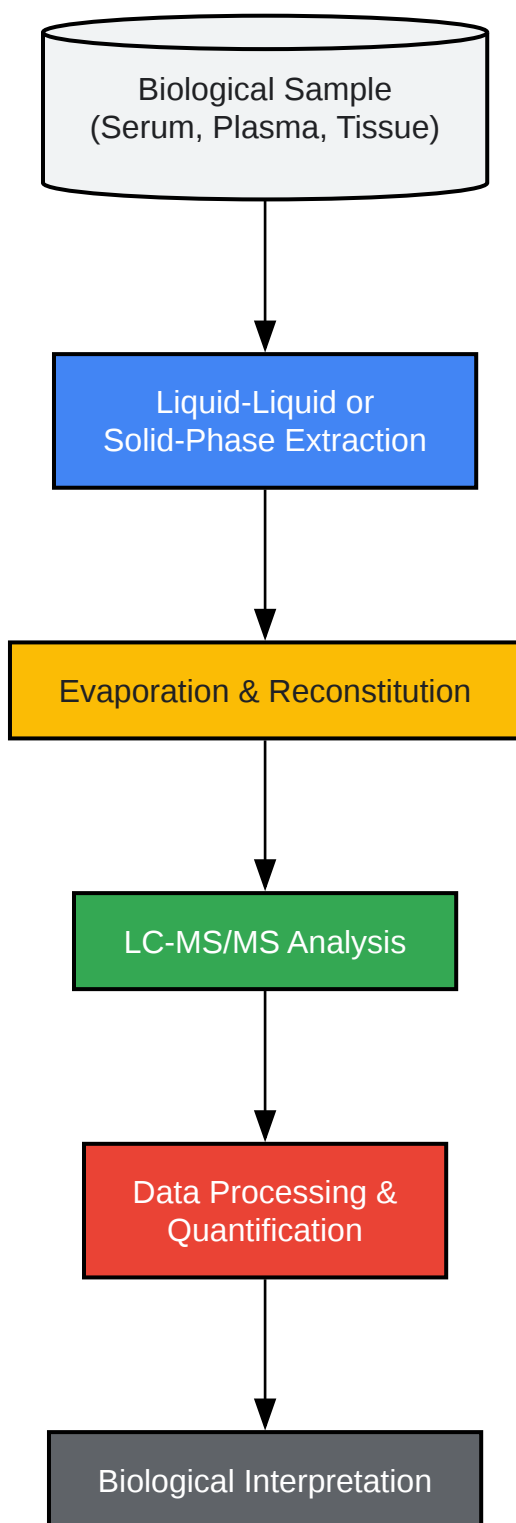 Biological Sample
(Serum, Plasma, Tissue)
Liquid-Liquid or
Solid-Phase Extraction
Evaporation & Reconstitution
LC-MS/MS Analysis
Data Processing &
Quantification
Biological Interpretation